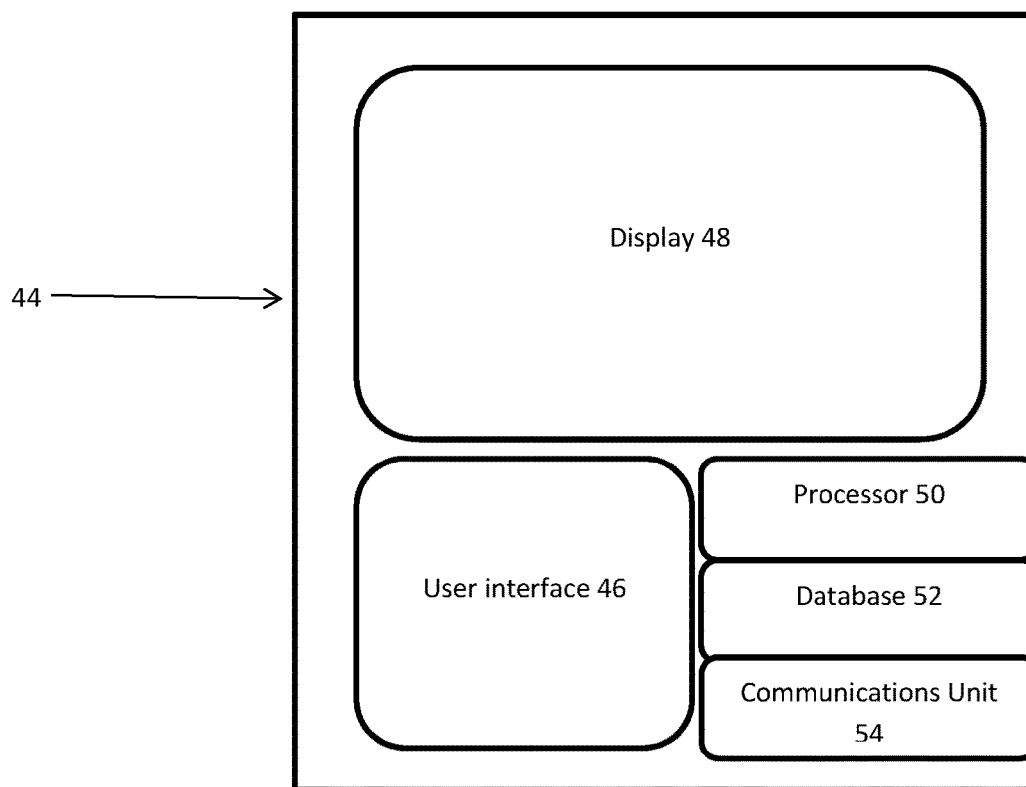 Display 48
44
Processor 50
User interface 46
Database 52
Communications Unit
54